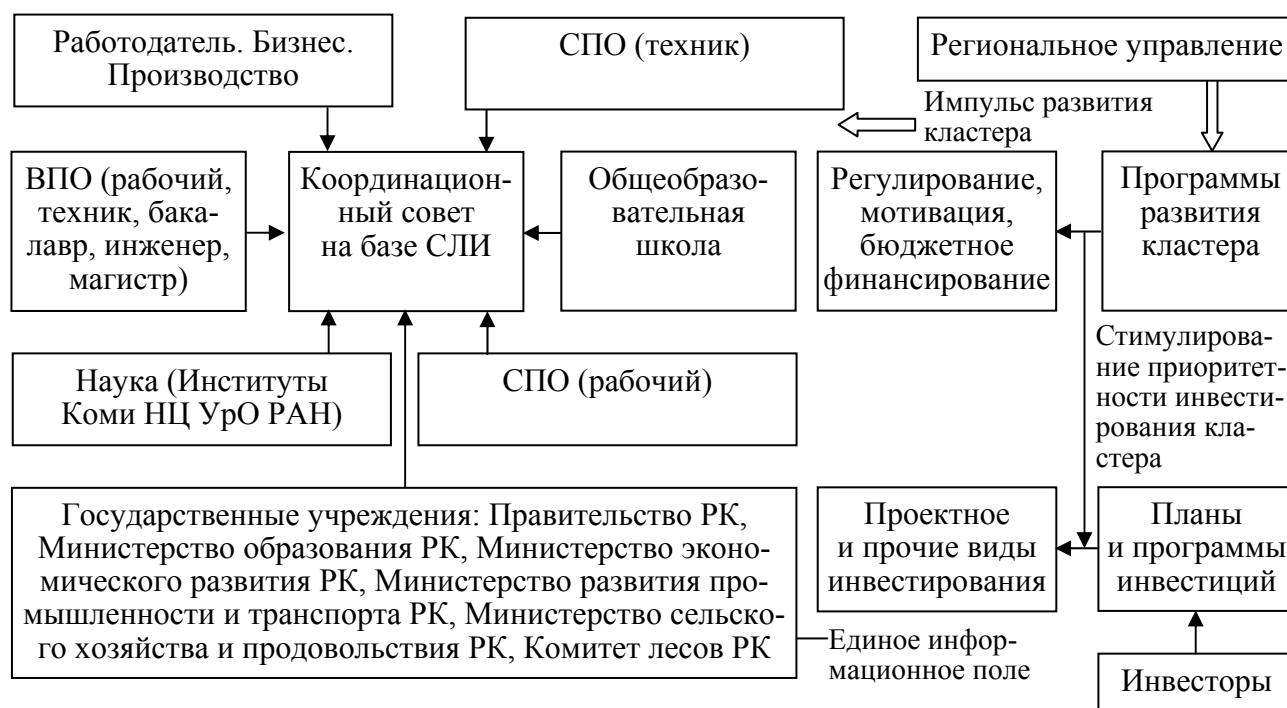 Работодатель. Бизнес.
Производство
СПО (техник)
Региональное управление
Импульс развития
кластера
ВПО (рабочий,
техник, бака-
лавр, инженер,
магистр)
Координацион-
ный совет
на базе СЛИ
Общеобразо-
вательная
школа
Регулирование,
мотивация,
бюджетное
финансирование
Программы
развития
кластера
Стимулирова-
ние приоритет-
ности инвести-
рования кла-
стера
Наука (Институты
Коми НЦ УрО РАН)
СПО (рабочий)
Государственные учреждения: Правительство РК,
Министерство образования РК, Министерство эконо-
мического развития РК, Министерство развития про-
мышленности и транспорта РК, Министерство сельско-
го хозяйства и продовольствия РК, Комитет лесов РК
Проектное
и прочие виды
инвестирования
Планы
и программы
инвестиций
Единое инфор-
мационное поле
Инвесторы